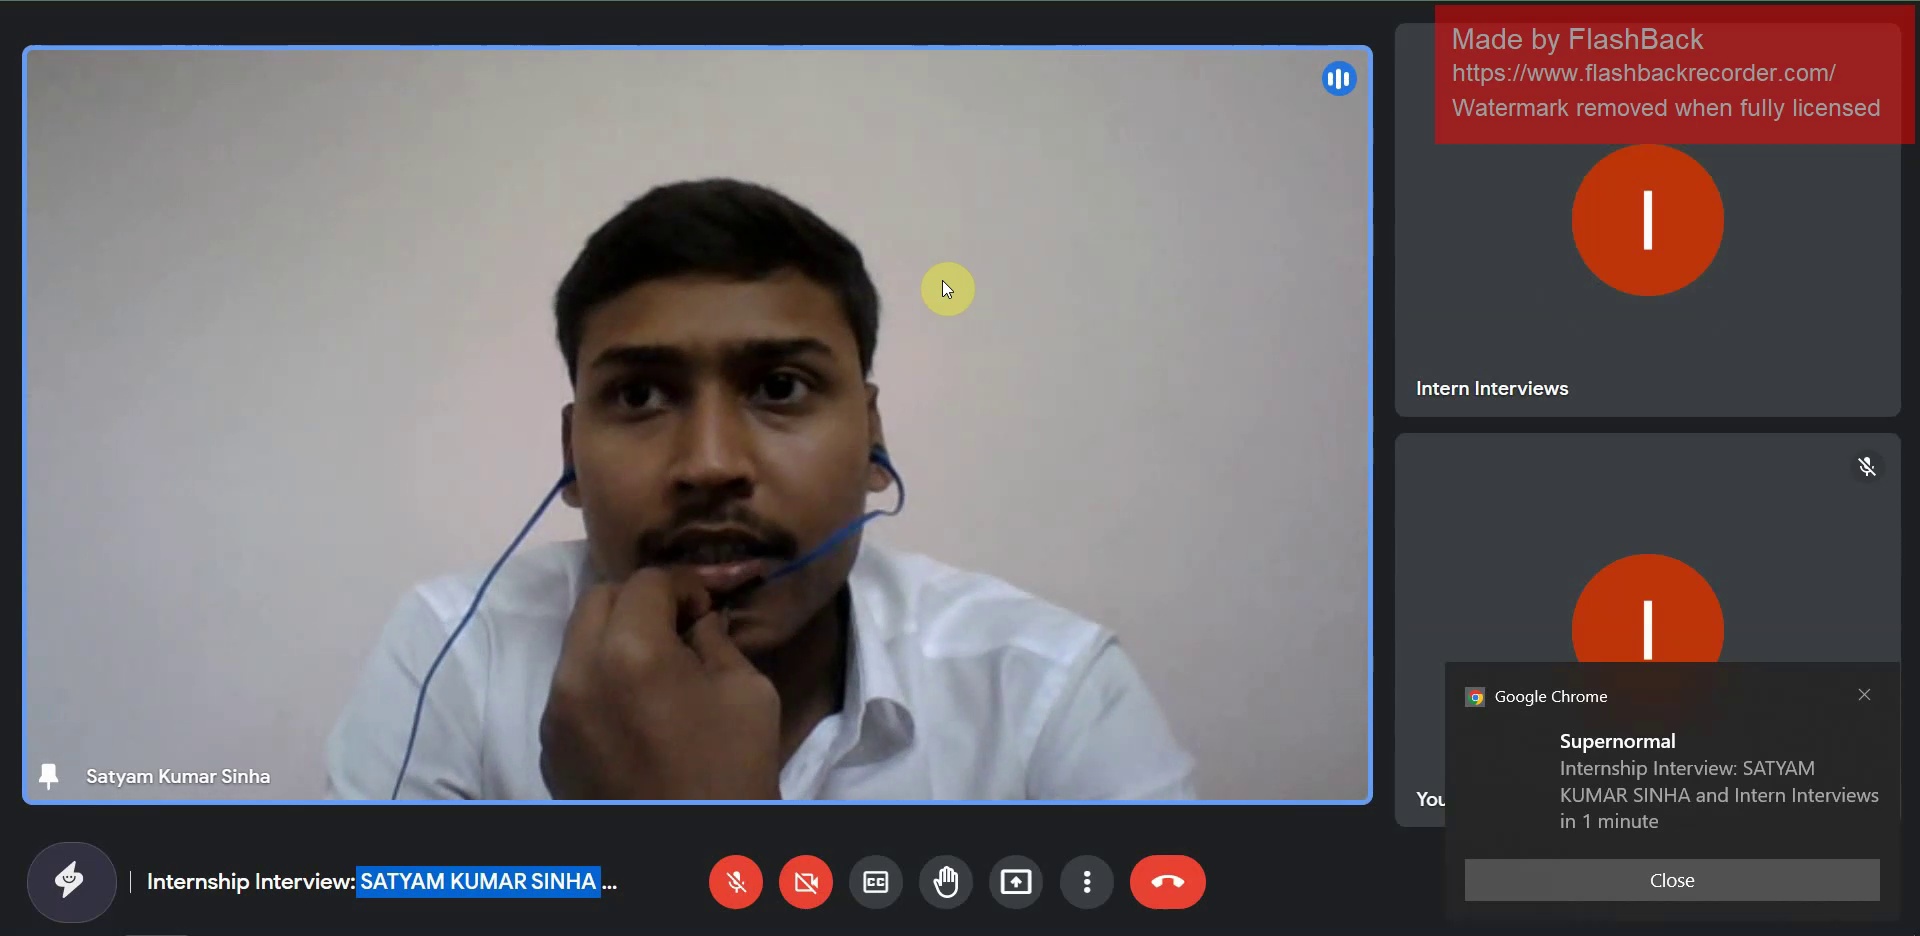 Made by FlashBack
https://www.flashbackrecorder.com/
Watermark removed when fully licensed
I
Intern Interviews
I
Satyam Kumar Sinha
You
Google Chrome
Supernormal
Internship Interview: SATYAM
KUMAR SINHA and Intern Interviews
in 1 minute
Close
Internship Interview: SATYAM KUMAR SINHA ...
CC